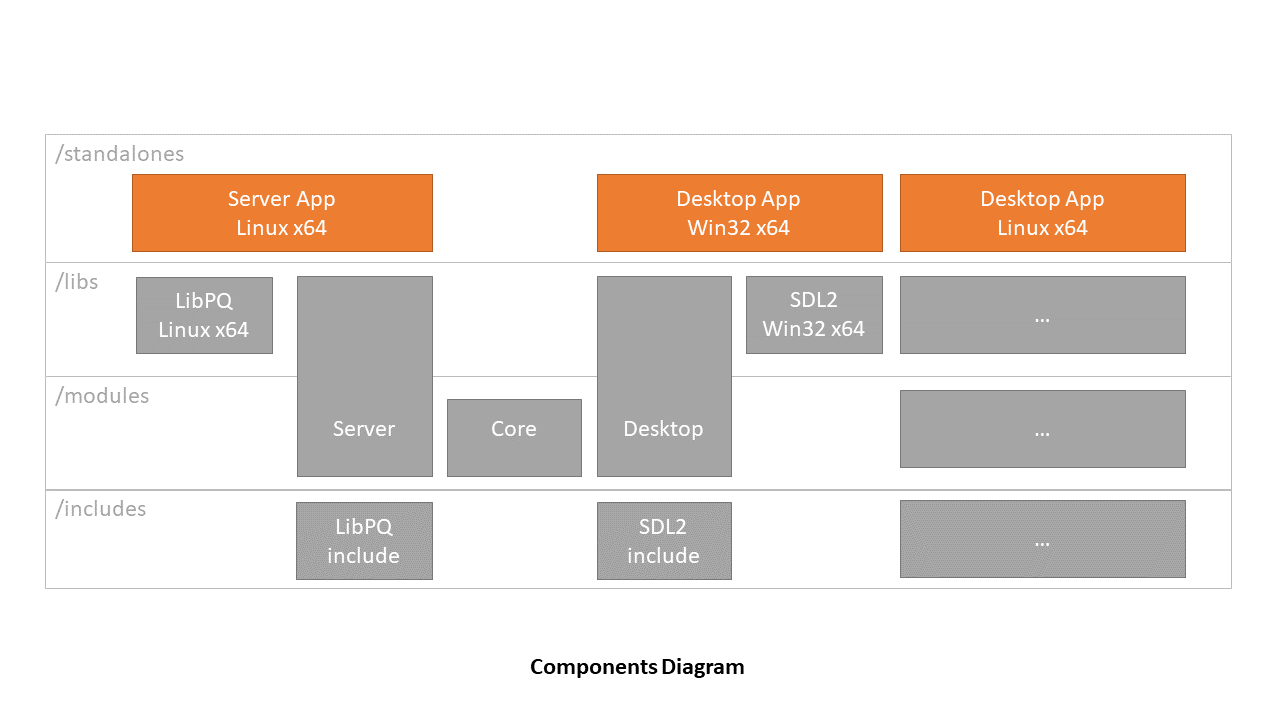 /standalones
Server App
Linux x64
Desktop App
Win32 x64
Desktop App
Linux x64
/libs
LibPQ
Linux x64
SDL2
Win32 x64
...
/modules
Server
Core
Desktop
...
/includes
LibPQ
include
SDL2
include
...
Components Diagram